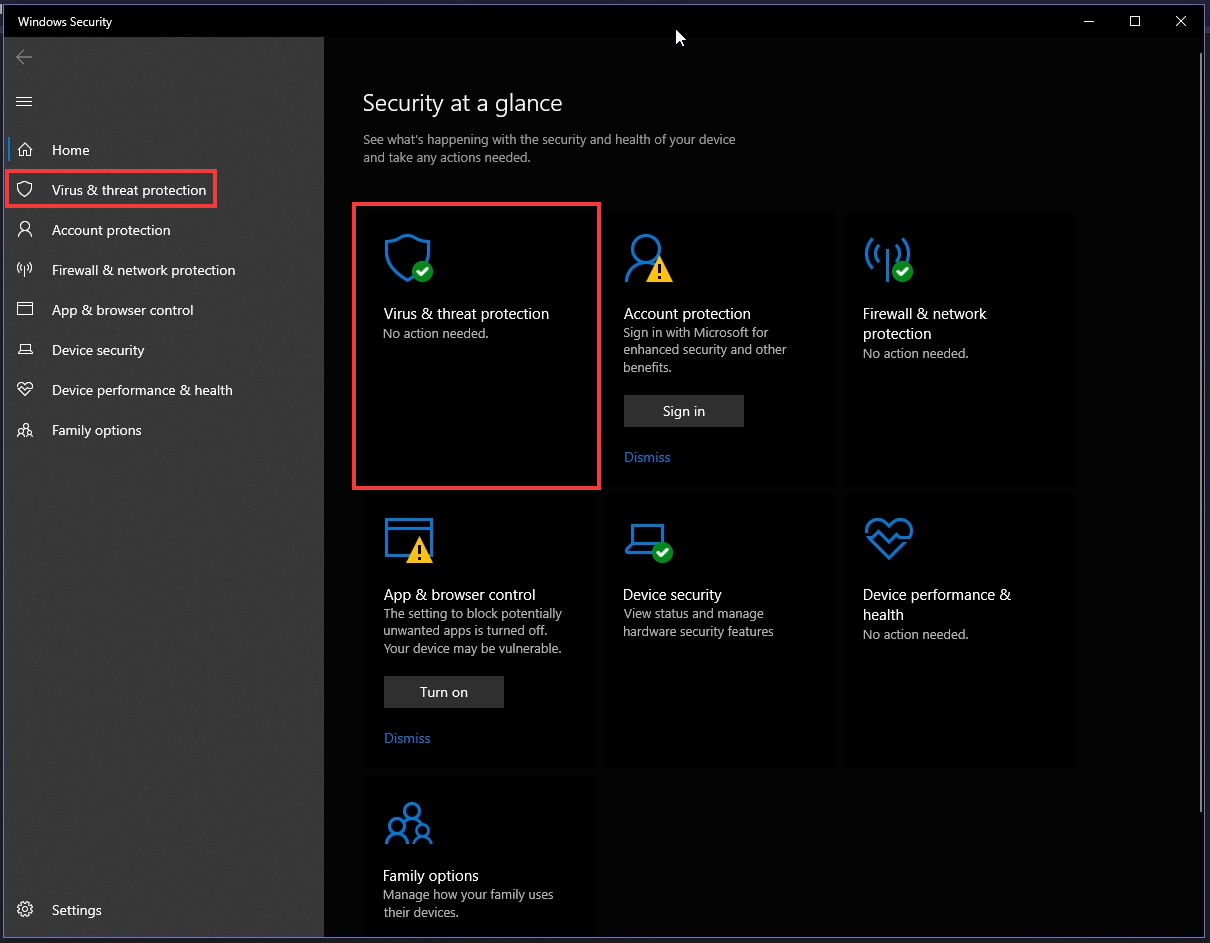 Windows Security
Home
Virus & threat protection
Account protection
Firewall & network protection
App & browser control
Device security
Device performance & health
Family options
Settings
Security at a glance
See what's happening with the security and health of your device
and take any actions needed.
Virus & threat protection
No action needed.
Account protection
Sign in with Microsoft for
enhanced security and other
benefits.
Sign in
Dismiss
Firewall & network
protection
No action needed.
App & browser control
The setting to block potentially
unwanted apps is turned off.
Your device may be vulnerable.
Turn on
Dismiss
Device security
View status and manage
hardware security features
Device performance &
health
No action needed.
Family options
Manage how your family uses
their devices.